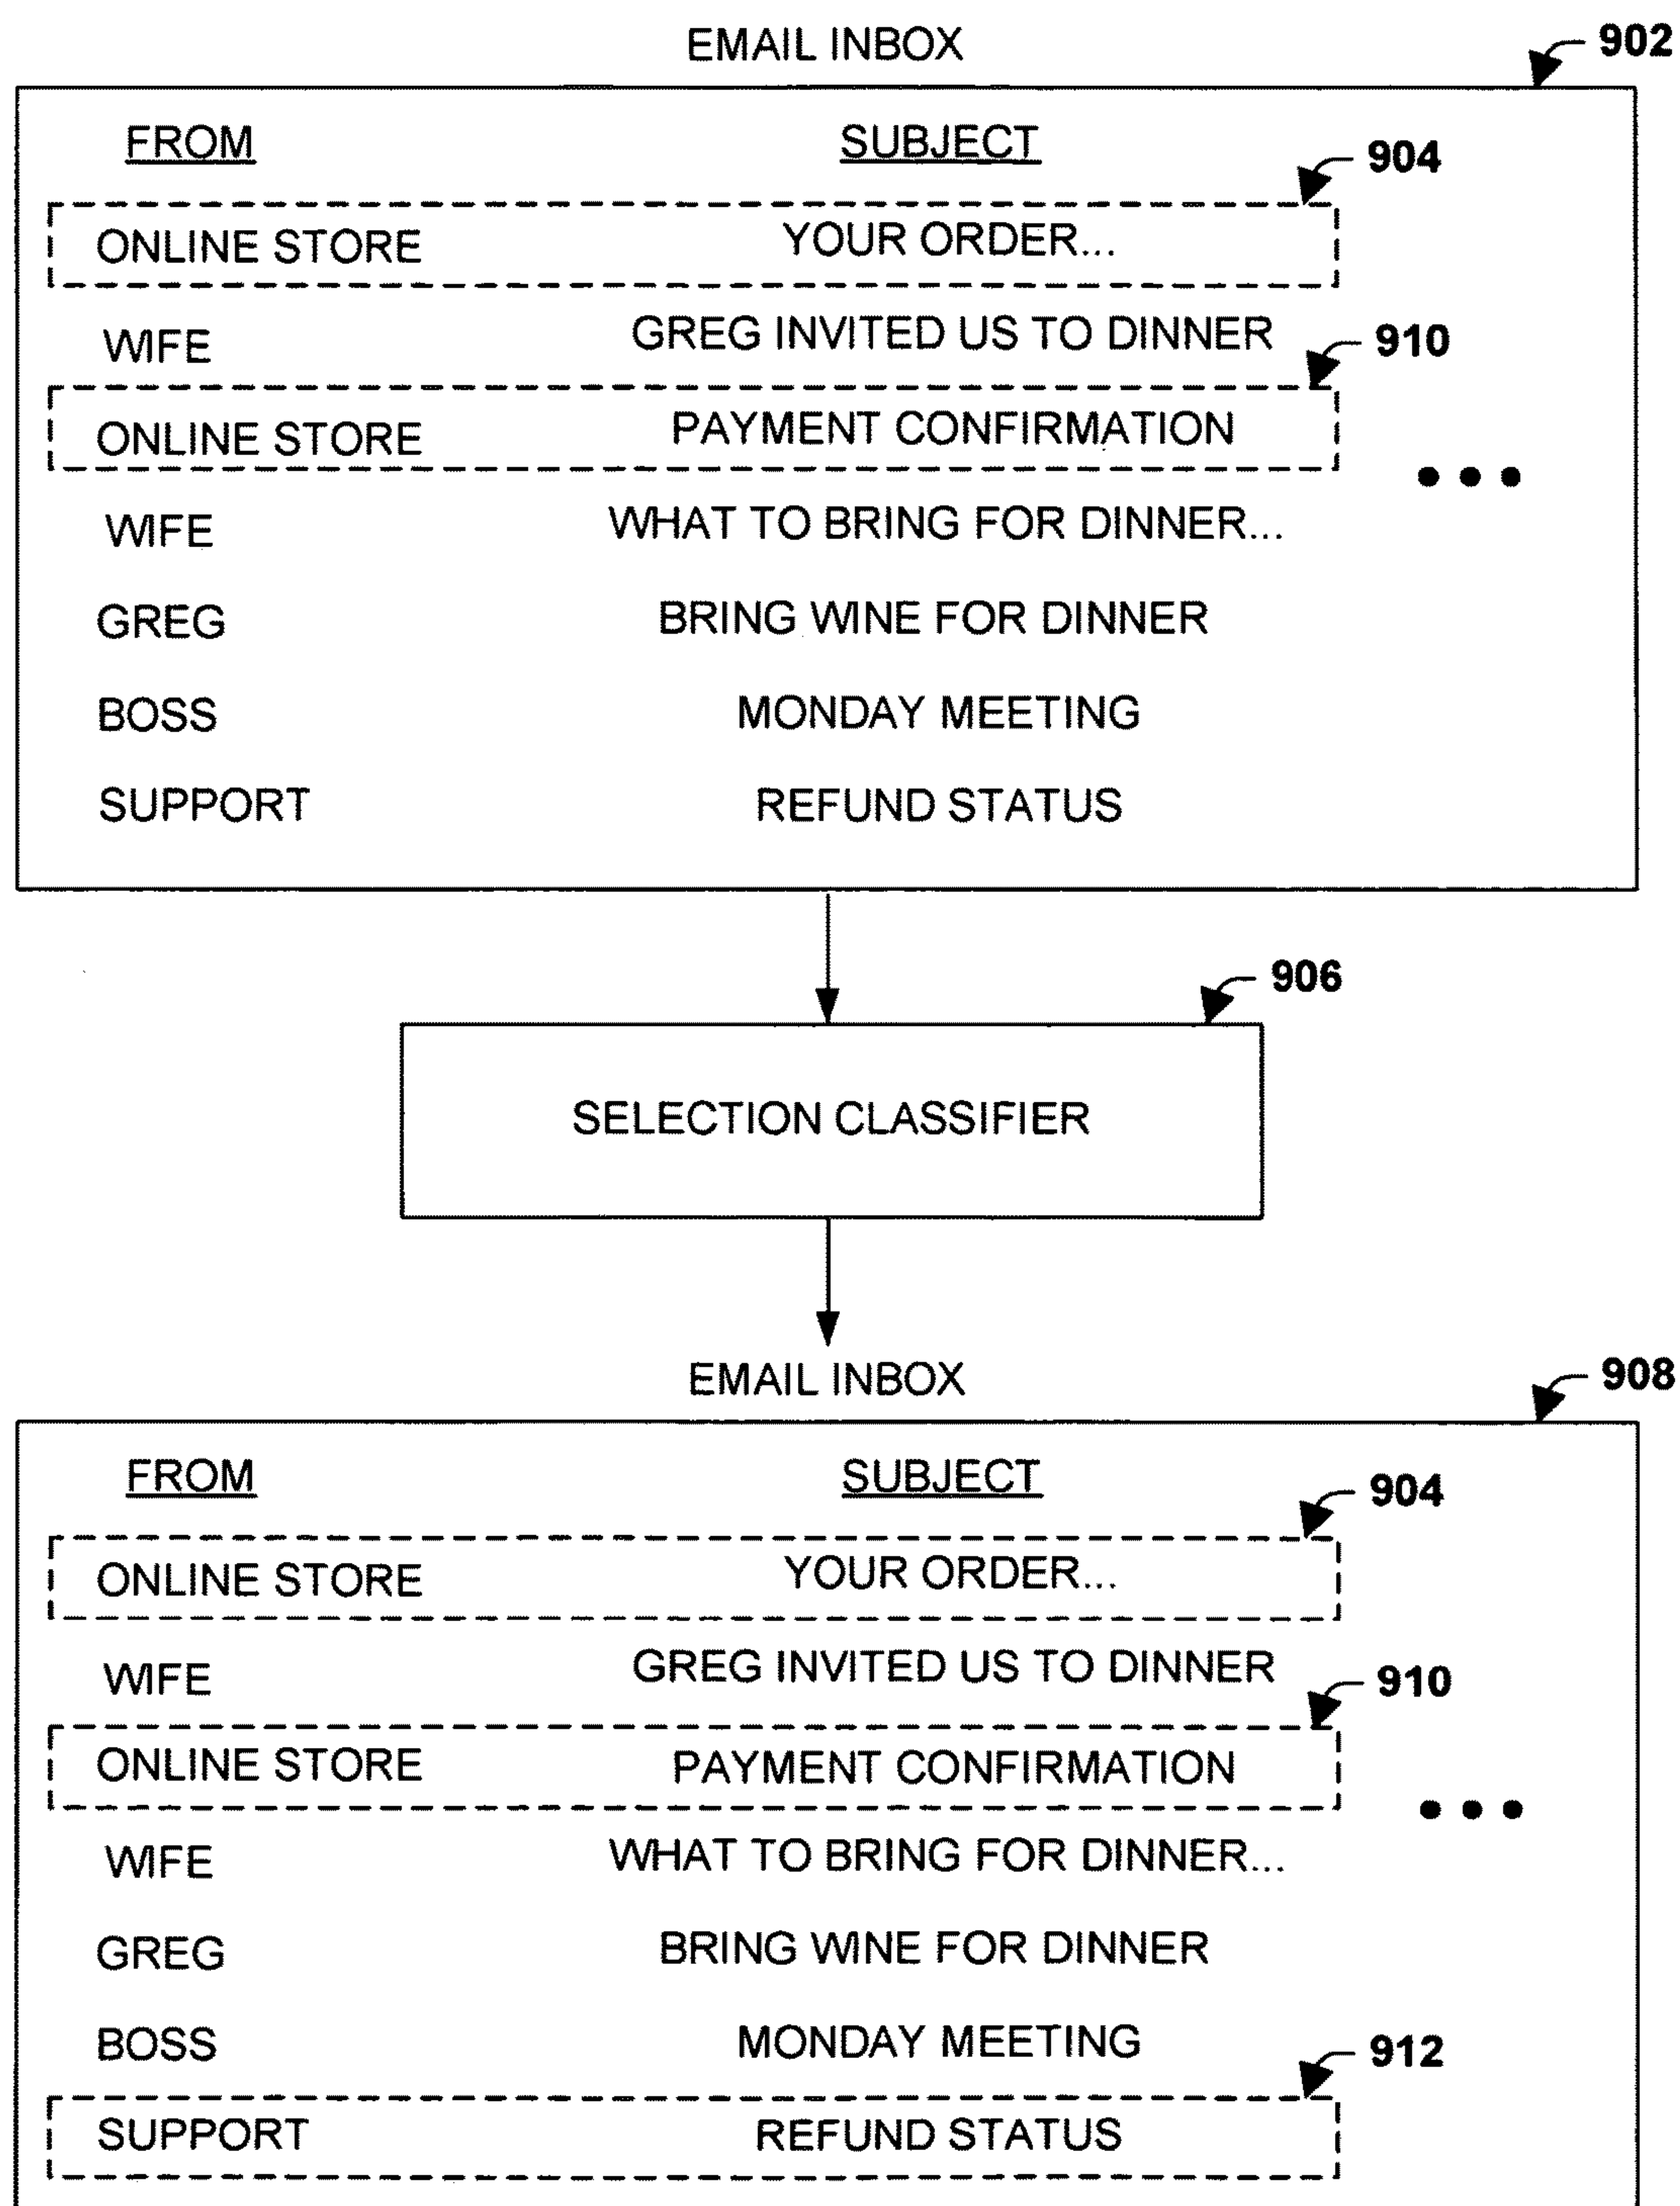 EMAIL INBOX
902
FROM SUBJECT
904
ONLINE STORE YOUR ORDER...
WIFE GREG INVITED US TO DINNER
910
ONLINE STORE PAYMENT CONFIRMATION
WIFE WHAT TO BRING FOR DINNER...
GREG BRING WINE FOR DINNER
BOSS MONDAY MEETING
SUPPORT REFUND STATUS
906
SELECTION CLASSIFIER
EMAIL INBOX
908
FROM SUBJECT
904
ONLINE STORE YOUR ORDER...
WIFE GREG INVITED US TO DINNER
910
ONLINE STORE PAYMENT CONFIRMATION
WIFE WHAT TO BRING FOR DINNER...
GREG BRING WINE FOR DINNER
BOSS MONDAY MEETING
912
SUPPORT REFUND STATUS